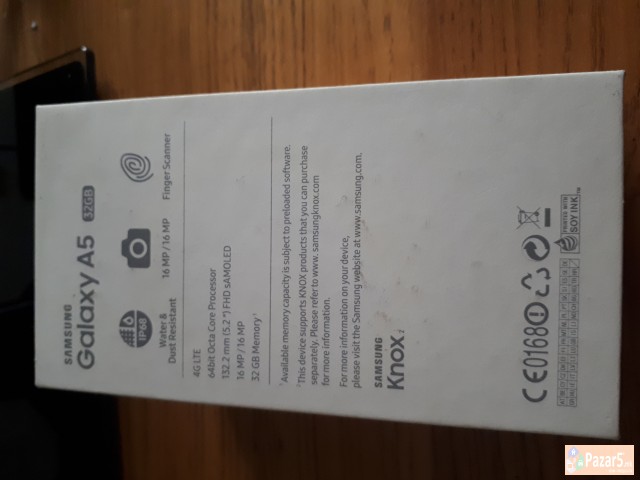 SAMSUNG
Galaxy A5 32GB
IP68
Water &
Dust Resistant
16 MP / 16 MP
Finger Scanner
4G LTE
64bit Octa Core Processor
132.2 mm (5.2 ") FHD sAMOLED
16 MP / 16 MP
32 GB Memory¹
¹Available memory capacity is subject to preloaded software.
²This device supports KNOX products that you can purchase
separately. Please refer to www. samsungknox.com
for more information.
For more information on your device,
please visit the Samsung website at www.samsung.com.
SAMSUNG
Knox
CE0168
PRINTED WITH
SOY INK
Pazar5